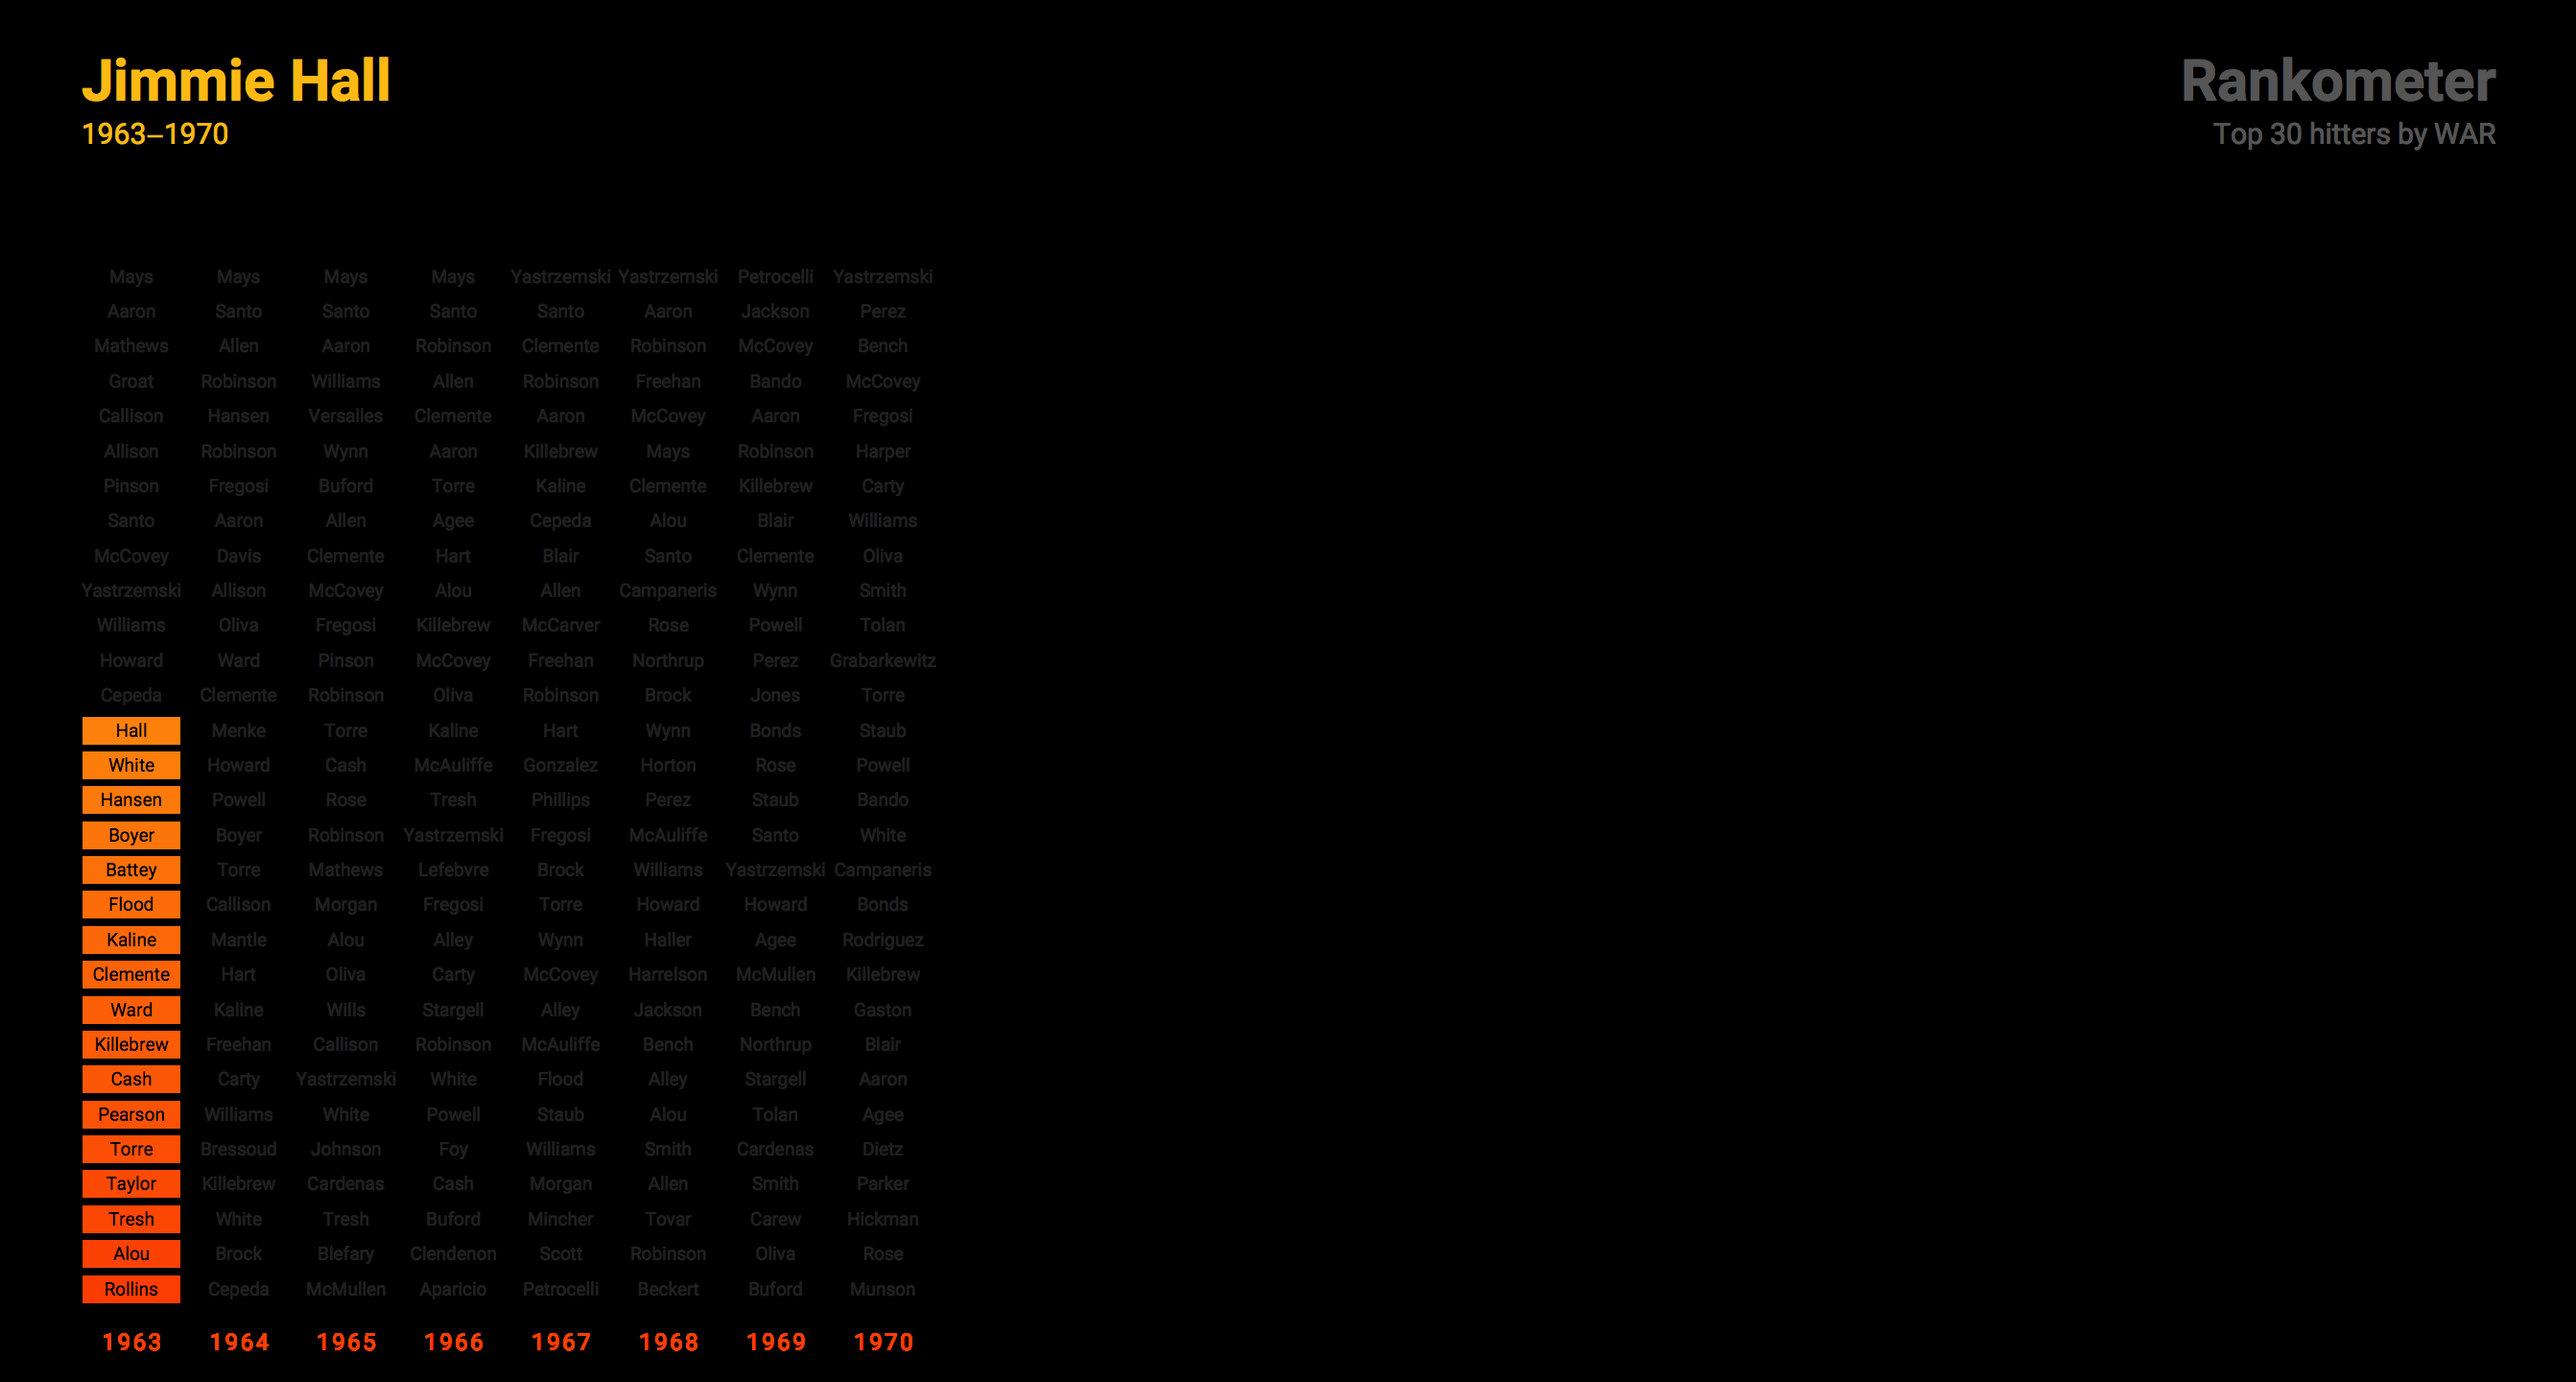 Jimmie Hall
1963–1970
Rankometer
Top 30 hitters by WAR
Mays Mays Mays Mays Yastrzemski Yastrzemski Petrocelli Yastrzemski
Aaron Santo Santo Santo Santo Aaron Jackson Perez
Mathews Allen Aaron Robinson Clemente Robinson McCovey Bench
Groat Robinson Williams Allen Robinson Freehan Bando McCovey
Callison Hansen Versalles Clemente Aaron McCovey Aaron Fregosi
Allison Robinson Wynn Aaron Killebrew Mays Robinson Harper
Pinson Fregosi Buford Torre Kaline Clemente Killebrew Carty
Santo Aaron Allen Agee Cepeda Alou Blair Williams
McCovey Davis Clemente Hart Blair Santo Clemente Oliva
Yastrzemski Allison McCovey Alou Allen Campaneris Wynn Smith
Williams Oliva Fregosi Killebrew McCarver Rose Powell Tolan
Howard Ward Pinson McCovey Freehan Northrup Perez Grabarkewitz
Cepeda Clemente Robinson Oliva Robinson Brock Jones Torre
Hall Menke Torre Kaline Hart Wynn Bonds Staub
White Howard Cash McAuliffe Gonzalez Horton Rose Powell
Hansen Powell Rose Tresh Phillips Perez Staub Bando
Boyer Boyer Robinson Yastrzemski Fregosi McAuliffe Santo White
Battey Torre Mathews Lefebvre Brock Williams Yastrzemski Campaneris
Flood Callison Morgan Fregosi Torre Howard Howard Bonds
Kaline Mantle Alou Alley Wynn Haller Agee Rodriguez
Clemente Hart Oliva Carty McCovey Harrelson McMullen Killebrew
Ward Kaline Wills Stargell Alley Jackson Bench Gaston
Killebrew Freehan Callison Robinson McAuliffe Bench Northrup Blair
Cash Carty Yastrzemski White Flood Alley Stargell Aaron
Pearson Williams White Powell Staub Alou Tolan Agee
Torre Bressoud Johnson Foy Williams Smith Cardenas Dietz
Taylor Killebrew Cardenas Cash Morgan Allen Smith Parker
Tresh White Tresh Buford Mincher Tovar Carew Hickman
Alou Brock Blefary Clendenon Scott Robinson Oliva Rose
Rollins Cepeda McMullen Aparicio Petrocelli Beckert Buford Munson
1963 1964 1965 1966 1967 1968 1969 1970